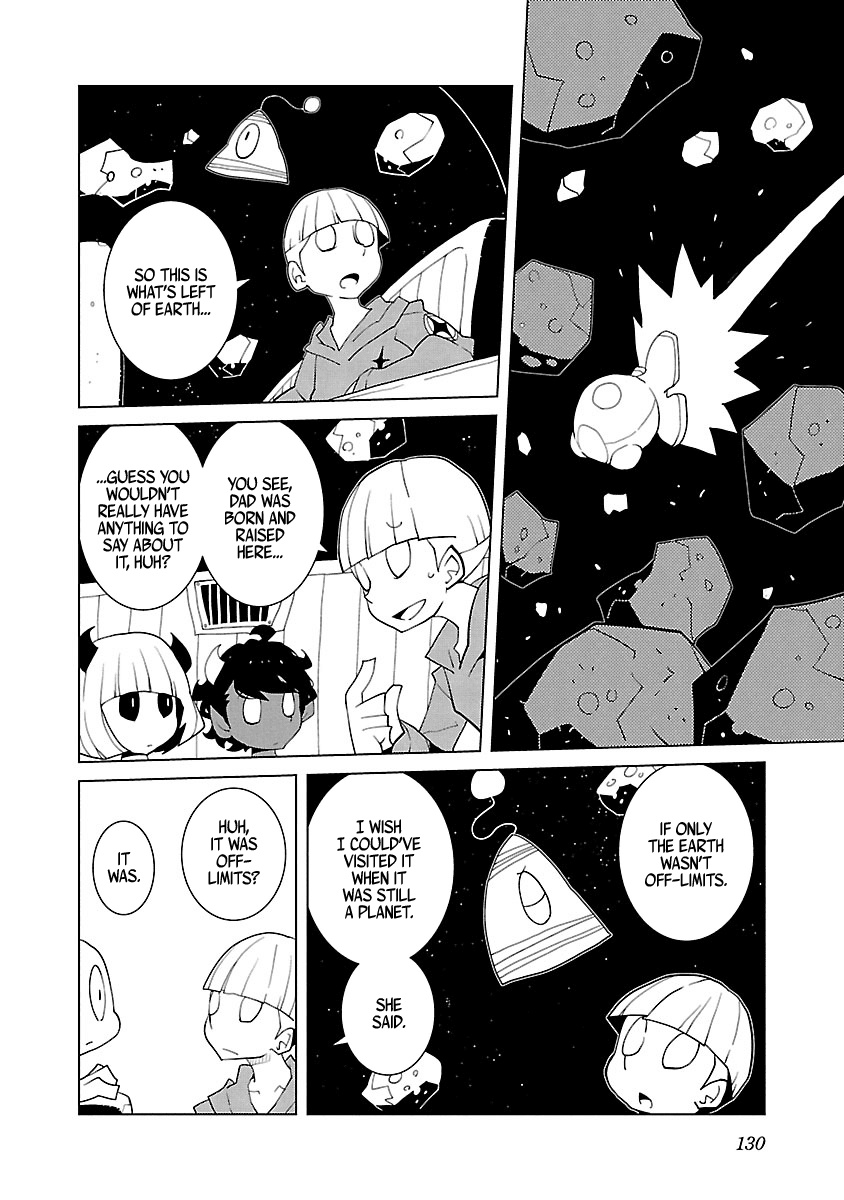 SO THIS IS
WHAT'S LEFT
OF EARTH...
YOU SEE,
DAD WAS
BORN AND
RAISED
HERE...
...GUESS YOU
WOULDN'T
REALLY HAVE
ANYTHING TO
SAY ABOUT
IT, HUH?
IF ONLY
THE EARTH
WASN'T
OFF-LIMITS.
I WISH
I COULD'VE
VISITED IT
WHEN IT
WAS STILL
A PLANET.
SHE
SAID.
HUH,
IT WAS
OFF-
LIMITS?
IT
WAS.
130